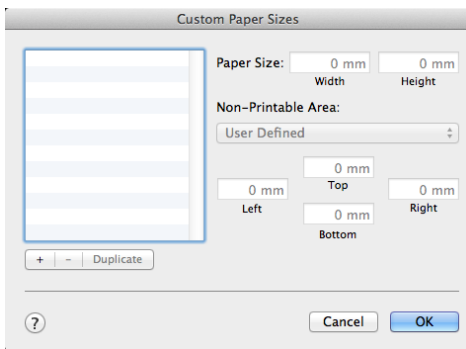 Custom Paper Sizes
Paper Size: 0 mm 0 mm
Width Height
Non-Printable Area:
User Defined
0 mm
Top
0 mm 0 mm
Left Right
0 mm
Bottom
+ - Duplicate
? Cancel OK